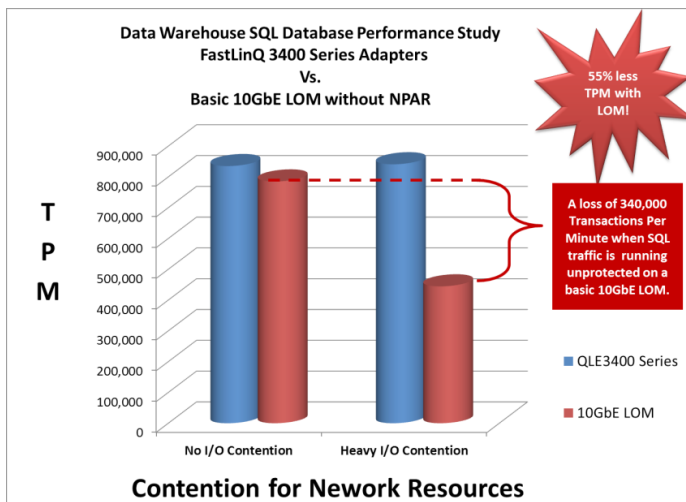 Data Warehouse SQL Database Performance Study
FastLinQ 3400 Series Adapters
Vs.
Basic 10GbE LOM without NPAR
55% less
TPM with
LOM!
900,000
800,000
700,000
600,000
500,000
400,000
300,000
200,000
100,000
0
T
P
M
A loss of 340,000
Transactions Per
Minute when SQL
traffic is running
unprotected on a
basic 10GbE LOM.
QLE3400 Series
10GbE LOM
No I/O Contention
Heavy I/O Contention
Contention for Nework Resources